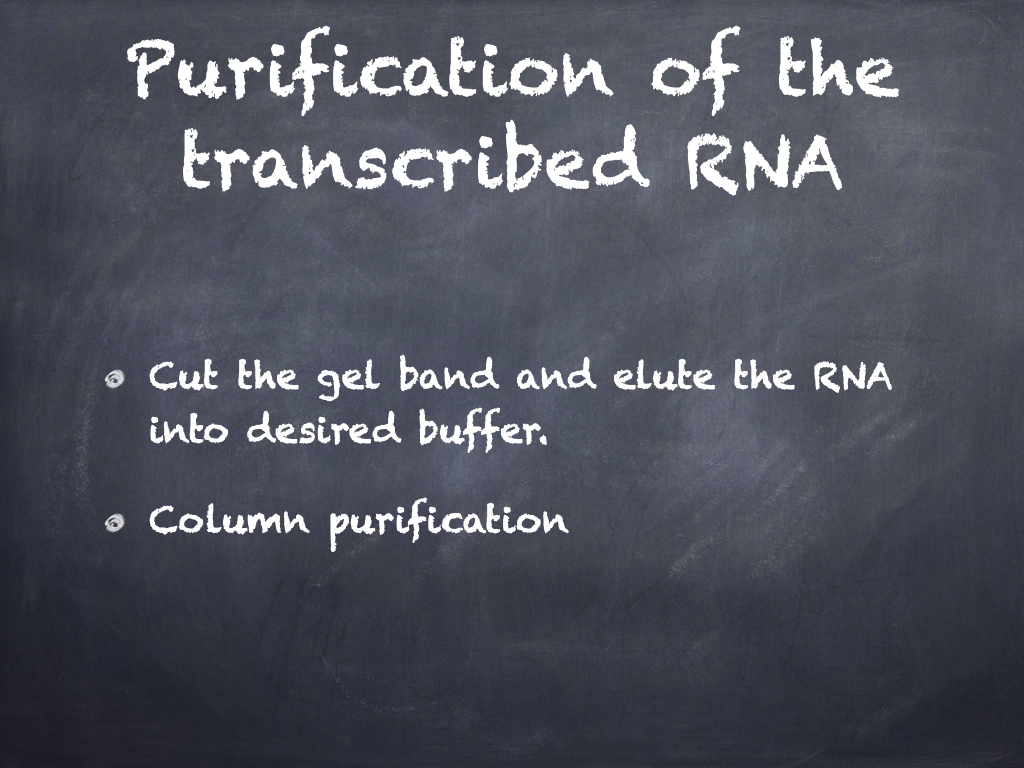 Purification of the
transcribed RNA
Cut the gel band and elute the RNA
into desired buffer.
Column purification